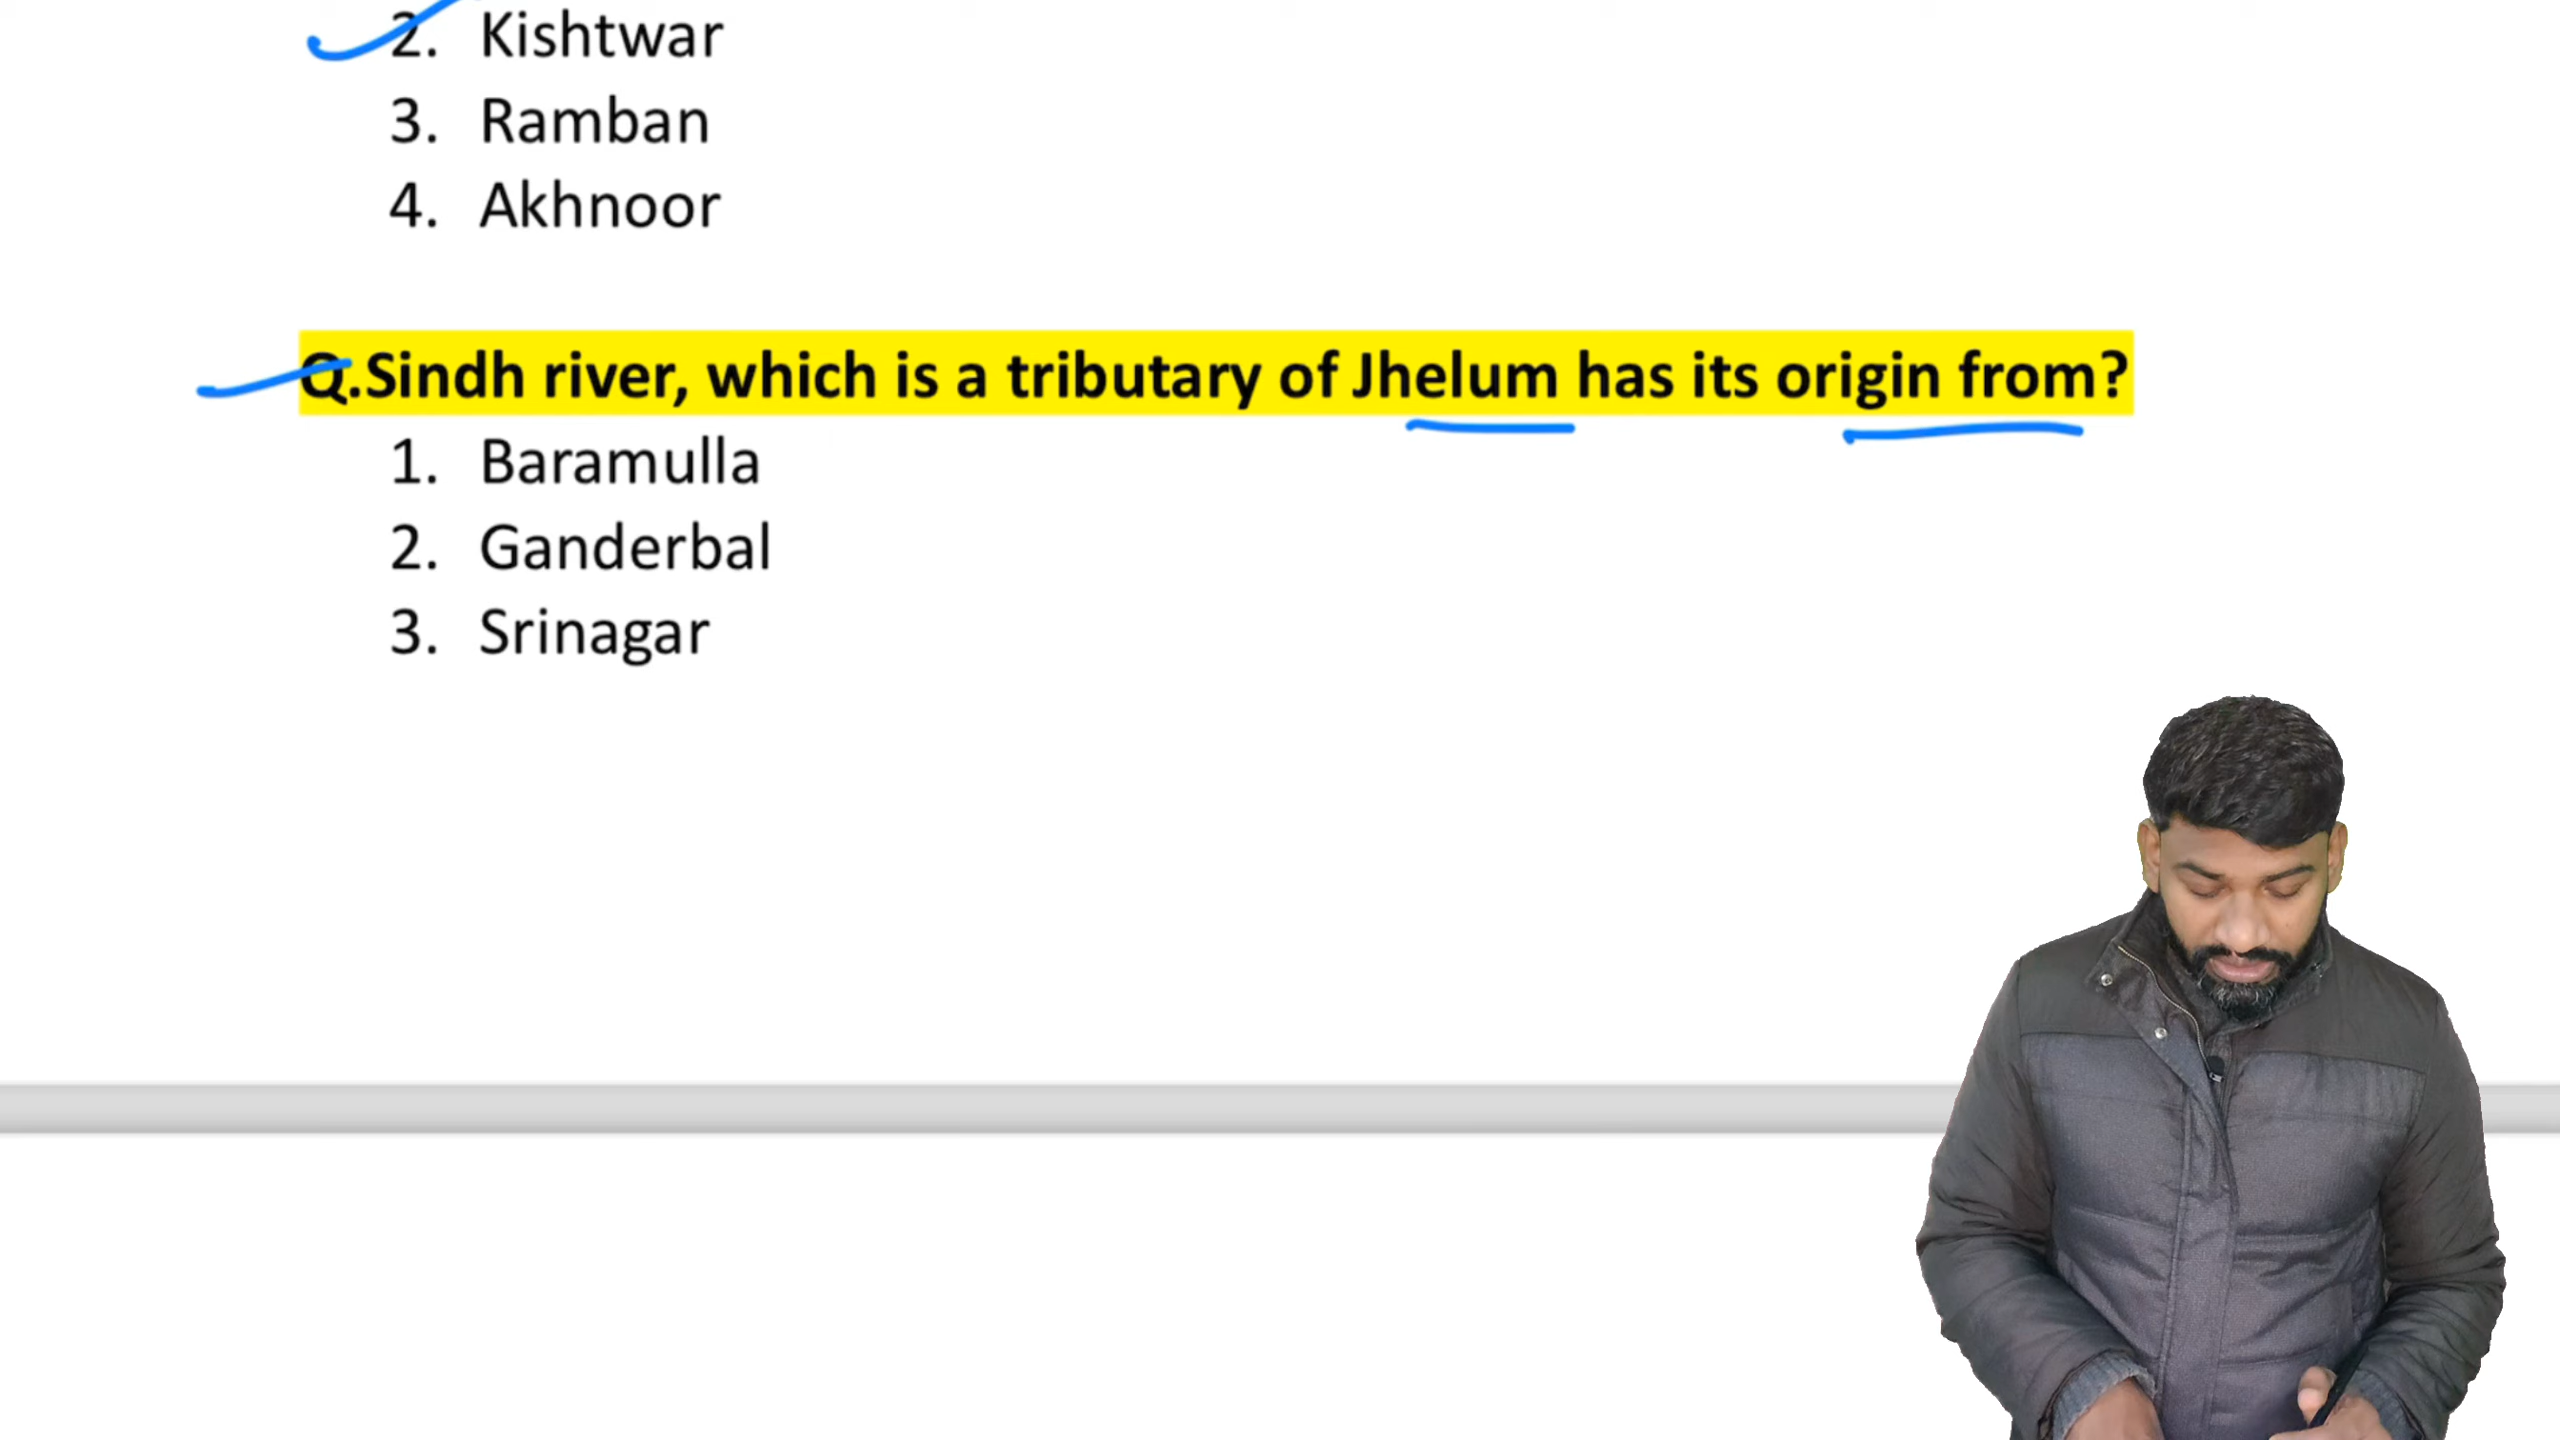 2. Kishtwar
3. Ramban
4. Akhnoor
Q.Sindh river, which is a tributary of Jhelum has its origin from?
1. Baramulla
2. Ganderbal
3. Srinagar